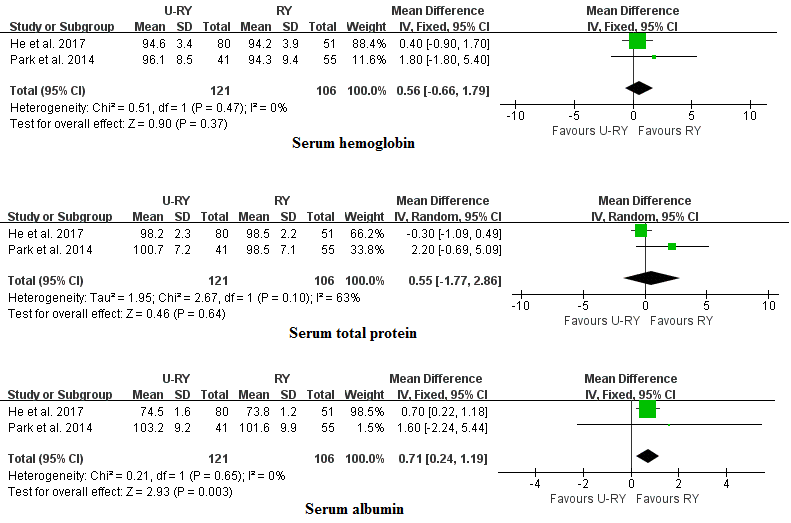 U-RY RY Mean Difference Mean Difference
Study or Subgroup Mean SD Total Mean SD Total Weight IV, Fixed, 95% CI IV, Fixed, 95% CI
He et al. 2017 94.6 3.4 80 94.2 3.9 51 88.4% 0.40 [-0.90, 1.70]
Park et al. 2014 96.1 8.5 41 94.3 9.4 55 11.6% 1.80 [-1.80, 5.40]
Total (95% CI) 121 106 100.0% 0.56 [-0.66, 1.79]
Heterogeneity: Chi² = 0.51, df = 1 (P = 0.47); I² = 0%
Test for overall effect: Z = 0.90 (P = 0.37)
-10 -5 0 5 10
Favours U-RY Favours RY
Serum hemoglobin
U-RY RY Mean Difference Mean Difference
Study or Subgroup Mean SD Total Mean SD Total Weight IV, Random, 95% CI IV, Random, 95% CI
He et al. 2017 98.2 2.3 80 98.5 2.2 51 66.2% -0.30 [-1.09, 0.49]
Park et al. 2014 100.7 7.2 41 98.5 7.1 55 33.8% 2.20 [-0.69, 5.09]
Total (95% CI) 121 106 100.0% 0.55 [-1.77, 2.86]
Heterogeneity: Tau² = 1.95; Chi² = 2.67, df = 1 (P = 0.10); I² = 63%
Test for overall effect: Z = 0.46 (P = 0.64)
-10 -5 0 5 10
Favours U-RY Favours RY
Serum total protein
U-RY RY Mean Difference Mean Difference
Study or Subgroup Mean SD Total Mean SD Total Weight IV, Fixed, 95% CI IV, Fixed, 95% CI
He et al. 2017 74.5 1.6 80 73.8 1.2 51 98.5% 0.70 [0.22, 1.18]
Park et al. 2014 103.2 9.2 41 101.6 9.9 55 1.5% 1.60 [-2.24, 5.44]
Total (95% CI) 121 106 100.0% 0.71 [0.24, 1.19]
Heterogeneity: Chi² = 0.21, df = 1 (P = 0.65); I² = 0%
Test for overall effect: Z = 2.93 (P = 0.003)
-4 -2 0 2 4
Favours U-RY Favours RY
Serum albumin